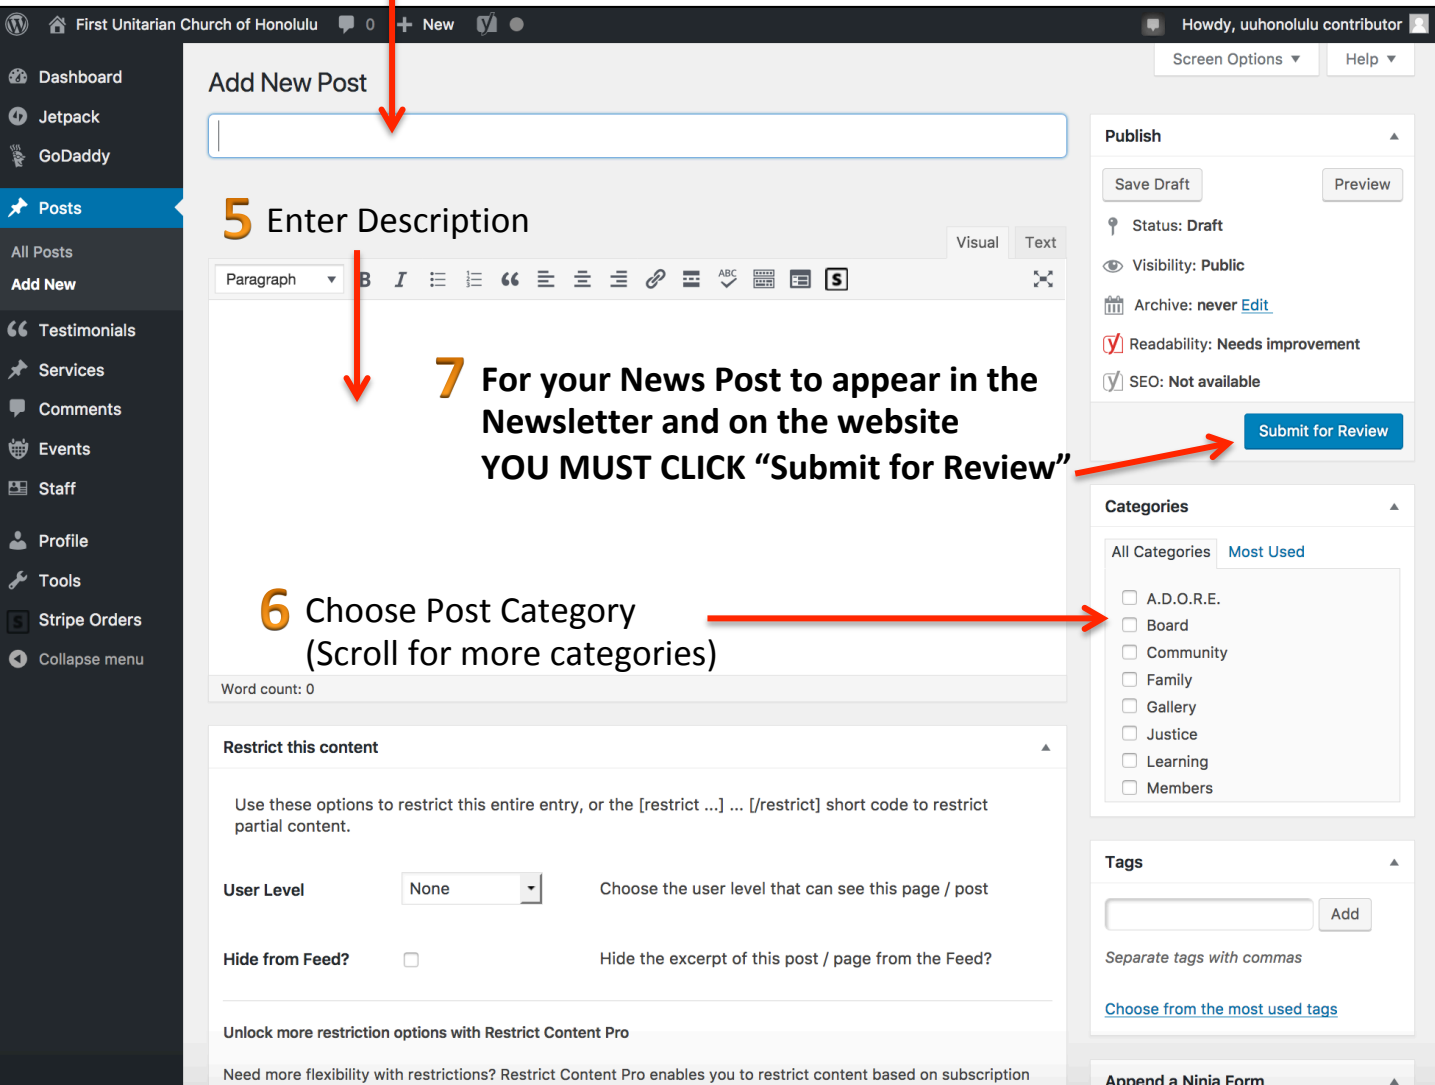 First Unitarian Church of Honolulu 0 + New Howdy, uuhonolulu contributor
Screen Options Help
Dashboard
Jetpack
GoDaddy
Posts
All Posts
Add New
Testimonials
Services
Comments
Events
Staff
Profile
Tools
S Stripe Orders
Collapse menu
Add New Post
5 Enter Description
Visual Text
Paragraph B I ABC S
7 For your News Post to appear in the
Newsletter and on the website
YOU MUST CLICK “Submit for Review”
6 Choose Post Category
(Scroll for more categories)
Word count: 0
Restrict this content
Use these options to restrict this entire entry, or the [restrict ...] ... [/restrict] short code to restrict
partial content.
User Level None Choose the user level that can see this page / post
Hide from Feed? Hide the excerpt of this post / page from the Feed?
Unlock more restriction options with Restrict Content Pro
Need more flexibility with restrictions? Restrict Content Pro enables you to restrict content based on subscription
Publish
Save Draft Preview
Status: Draft
Visibility: Public
Archive: never Edit
Readability: Needs improvement
SEO: Not available
Submit for Review
Categories
All Categories Most Used
A.D.O.R.E.
Board
Community
Family
Gallery
Justice
Learning
Members
Tags
Add
Separate tags with commas
Choose from the most used tags
Append a Ninja Form